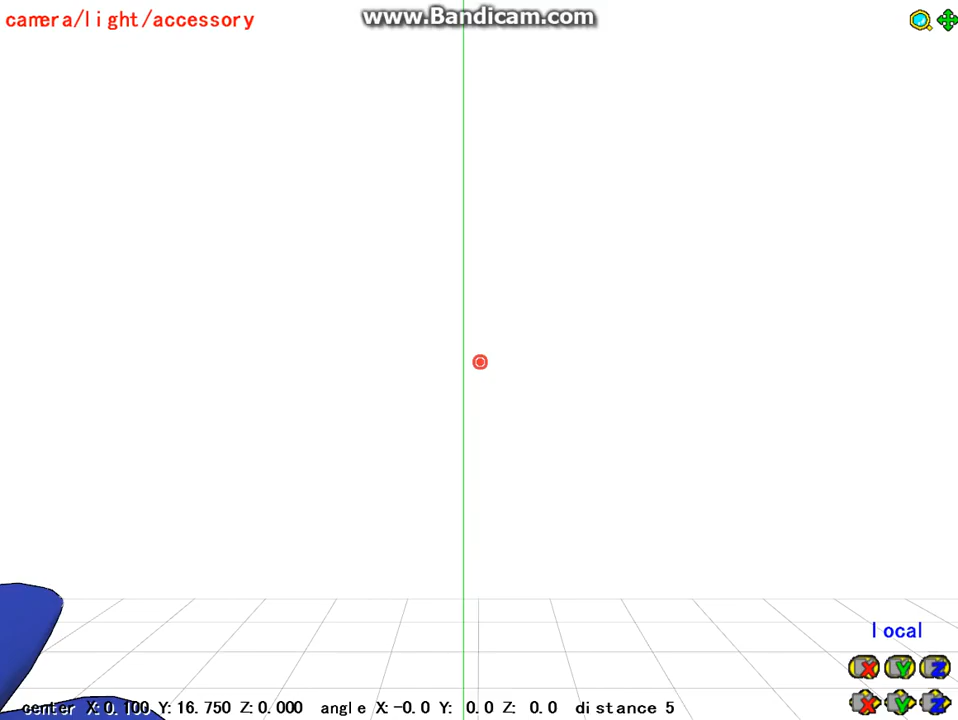 camera/light/accessory
www.Bandicam.com
local
X Y Z
X Y Z
center X:0.100 Y:16.750 Z:0.000 angle X:-0.0 Y: 0.0 Z: 0.0 distance 5